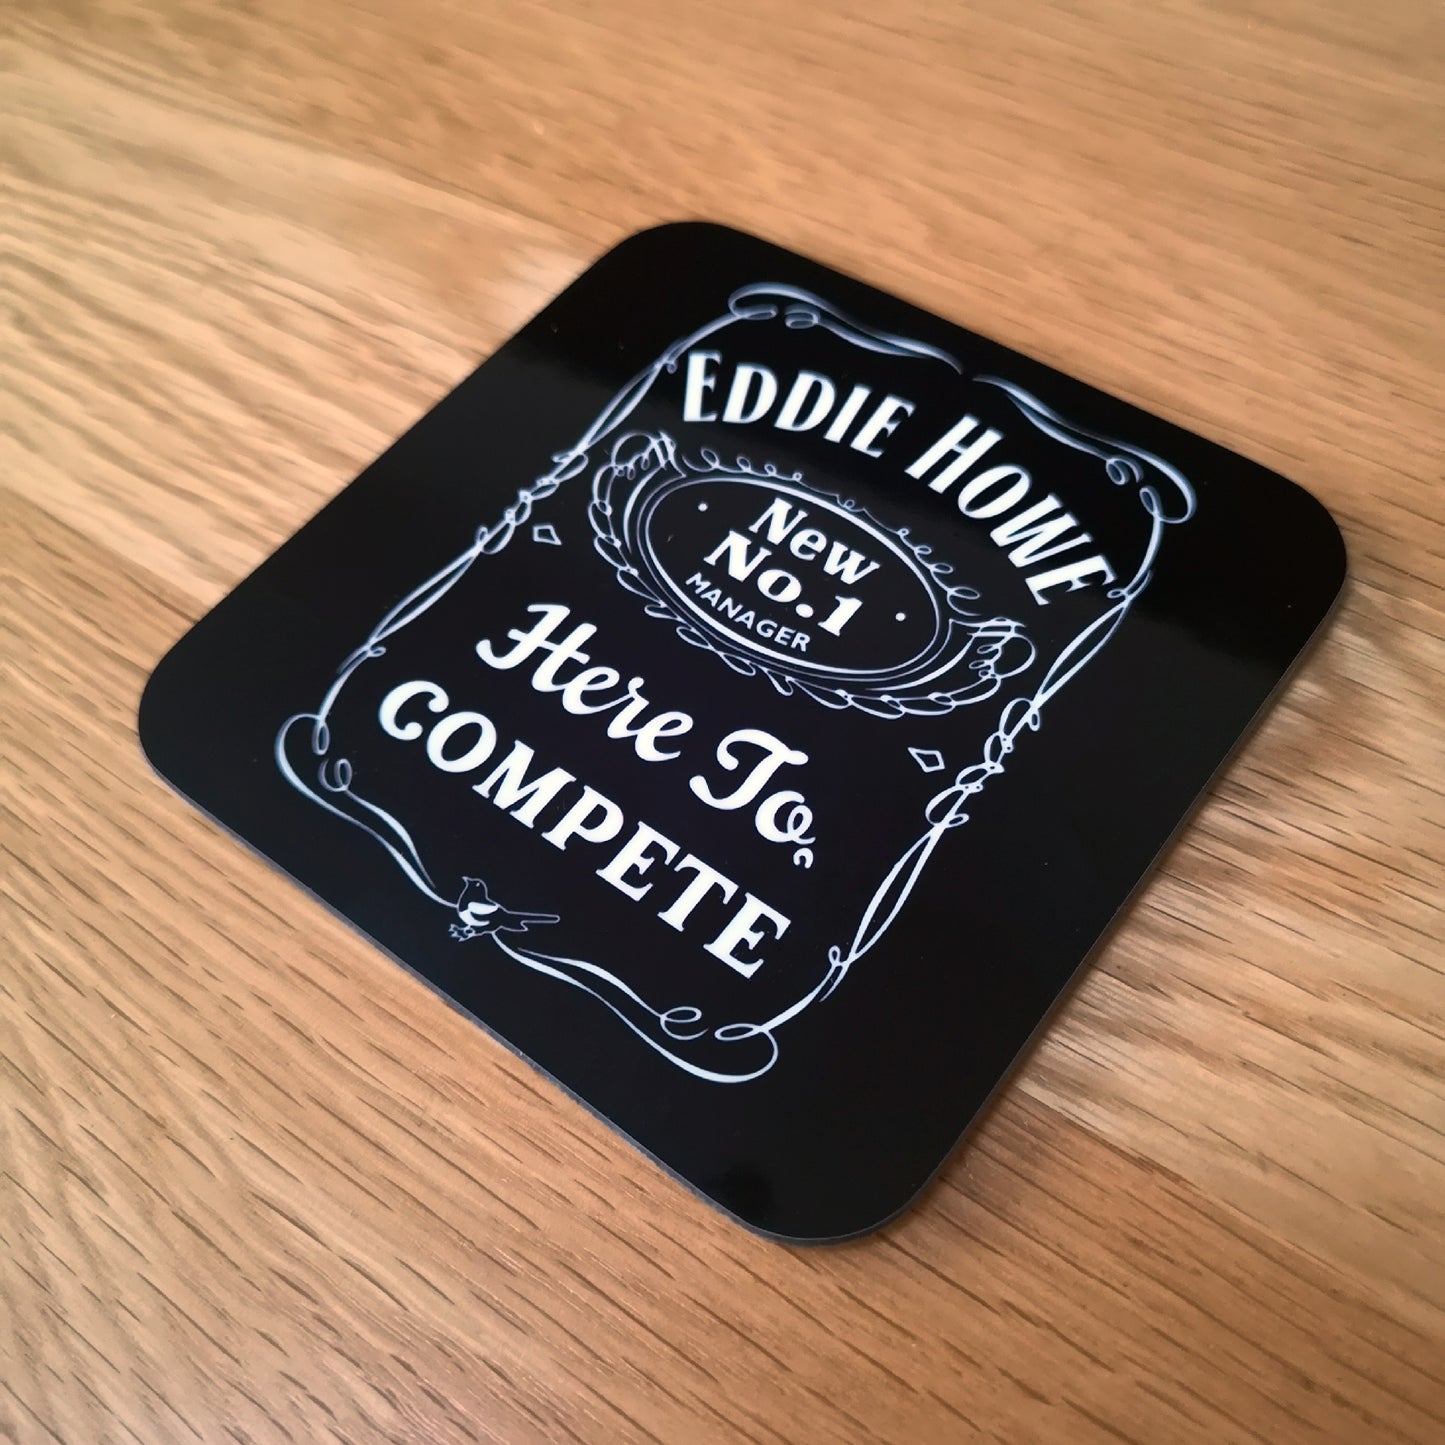 EDDIE HOWE
New
No.1
MANAGER
Here To
COMPETE